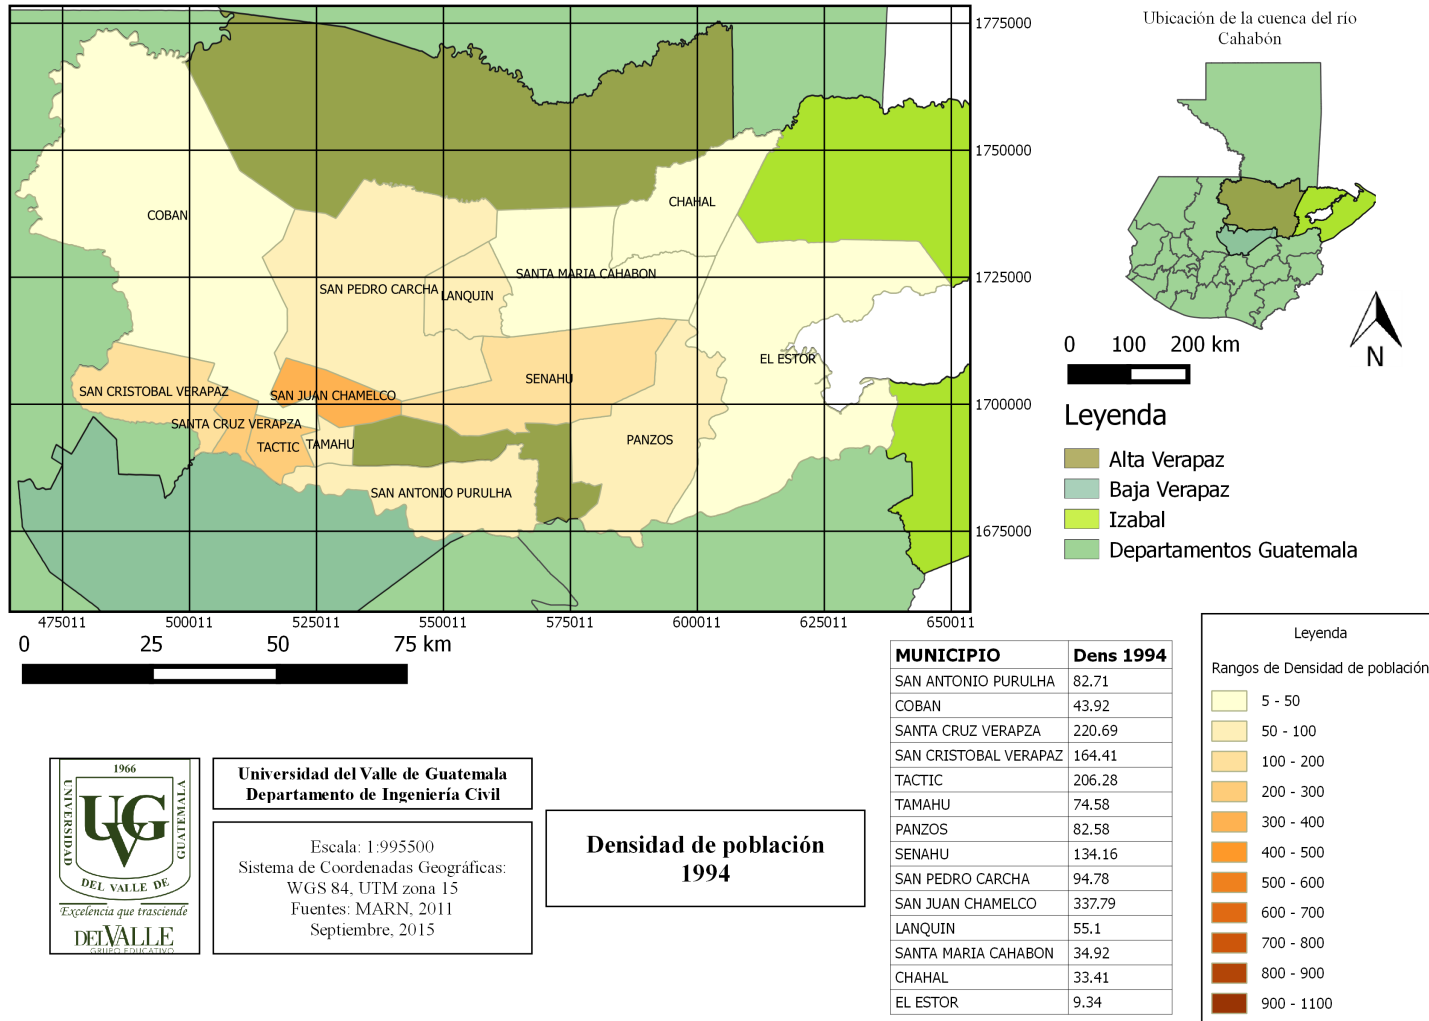 1775000
1750000
1725000
1700000
1675000
COBAN
CHAHAL
SANTA MARIA CAHABON
SAN PEDRO CARCHA
LANQUIN
EL ESTOR
SENAHU
SAN CRISTOBAL VERAPAZ
SAN JUAN CHAMELCO
SANTA CRUZ VERAPZA
TACTIC
TAMAHU
PANZOS
SAN ANTONIO PURULHA
475011 500011 525011 550011 575011 600011 625011 650011
0 25 50 75 km
Ubicación de la cuenca del río
Cahabón
0 100 200 km
N
Leyenda
Alta Verapaz
Baja Verapaz
Izabal
Departamentos Guatemala
1966
UNIVERSIDAD
UVG
GUATEMALA
DEL VALLE DE
Excelencia que trasciende
DELVALLE
GRUPO EDUCATIVO
Universidad del Valle de Guatemala
Departamento de Ingeniería Civil
Escala: 1:995500
Sistema de Coordenadas Geográficas:
WGS 84, UTM zona 15
Fuentes: MARN, 2011
Septiembre, 2015
Densidad de población
1994
MUNICIPIO Dens 1994
SAN ANTONIO PURULHA 82.71
COBAN 43.92
SANTA CRUZ VERAPZA 220.69
SAN CRISTOBAL VERAPAZ 164.41
TACTIC 206.28
TAMAHU 74.58
PANZOS 82.58
SENAHU 134.16
SAN PEDRO CARCHA 94.78
SAN JUAN CHAMELCO 337.79
LANQUIN 55.1
SANTA MARIA CAHABON 34.92
CHAHAL 33.41
EL ESTOR 9.34
Leyenda
Rangos de Densidad de población
5 - 50
50 - 100
100 - 200
200 - 300
300 - 400
400 - 500
500 - 600
600 - 700
700 - 800
800 - 900
900 - 1100